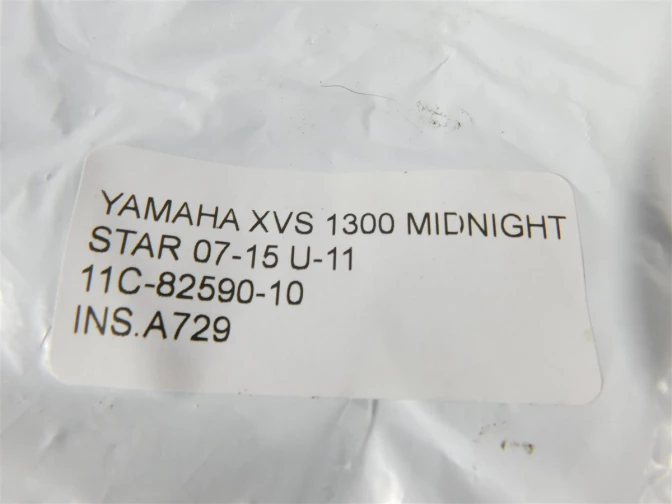 YAMAHA XVS 1300 MIDNIGHT
STAR 07-15 U-11
11C-82590-10
INS.A729